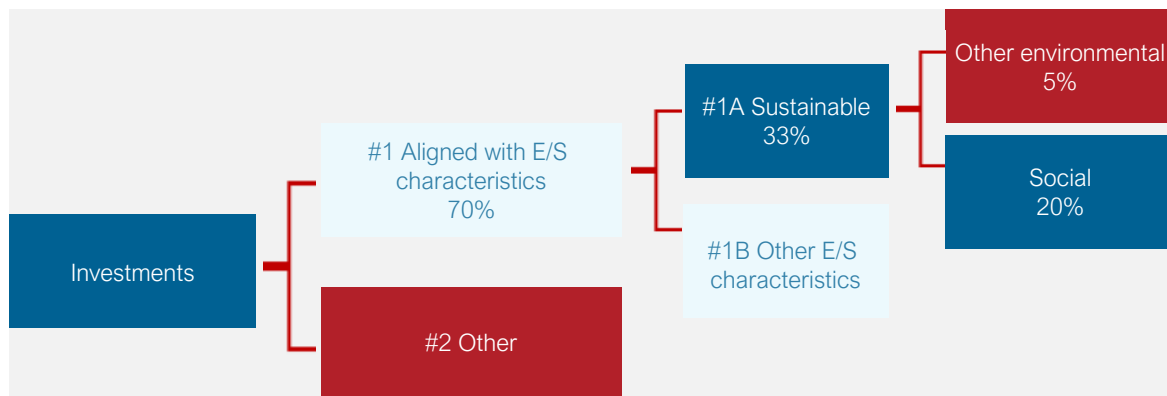 Investments
#1 Aligned with E/S
characteristics
70%
#2 Other
#1A Sustainable
33%
#1B Other E/S
characteristics
Other environmental
5%
Social
20%